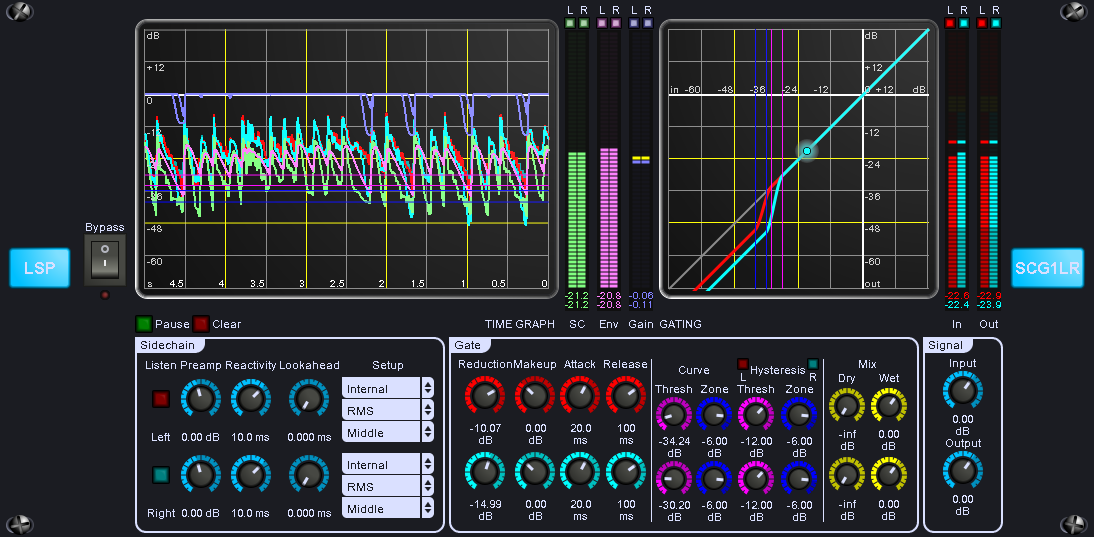 L R L R L R
L R L R
dB
+12
0
-12
-24
-36
-48
-60
s 4.5 4 3.5 3 2.5 2 1.5 1 0.5 0
dB
+12
in -60 -48 -36 -24 -12 0 +12 dB
-12
-24
-36
-48
-60
out
Bypass
LSP
SCG1LR
-21.2 -20.8 -0.06
-21.2 -20.8 -0.11
-22.6 -22.9
-22.4 -23.9
Pause Clear
TIME GRAPH SC Env Gain GATING
In Out
Sidechain
Listen Preamp Reactivity Lookahead Setup
Internal
RMS
Middle
Left 0.00 dB 10.0 ms 0.000 ms
Internal
RMS
Middle
Right 0.00 dB 10.0 ms 0.000 ms
Gate
Reduction Makeup Attack Release
-10.07 dB 0.00 dB 20.0 ms 100 ms
-14.99 dB 0.00 dB 20.0 ms 100 ms
Curve
L Hysteresis R
Thresh Zone Thresh Zone
-34.24 dB -6.00 dB -12.00 dB -6.00 dB
-30.20 dB -6.00 dB -12.00 dB -6.00 dB
Mix
Dry Wet
-inf dB 0.00 dB
-inf dB 0.00 dB
Signal
Input
0.00
dB
Output
0.00
dB